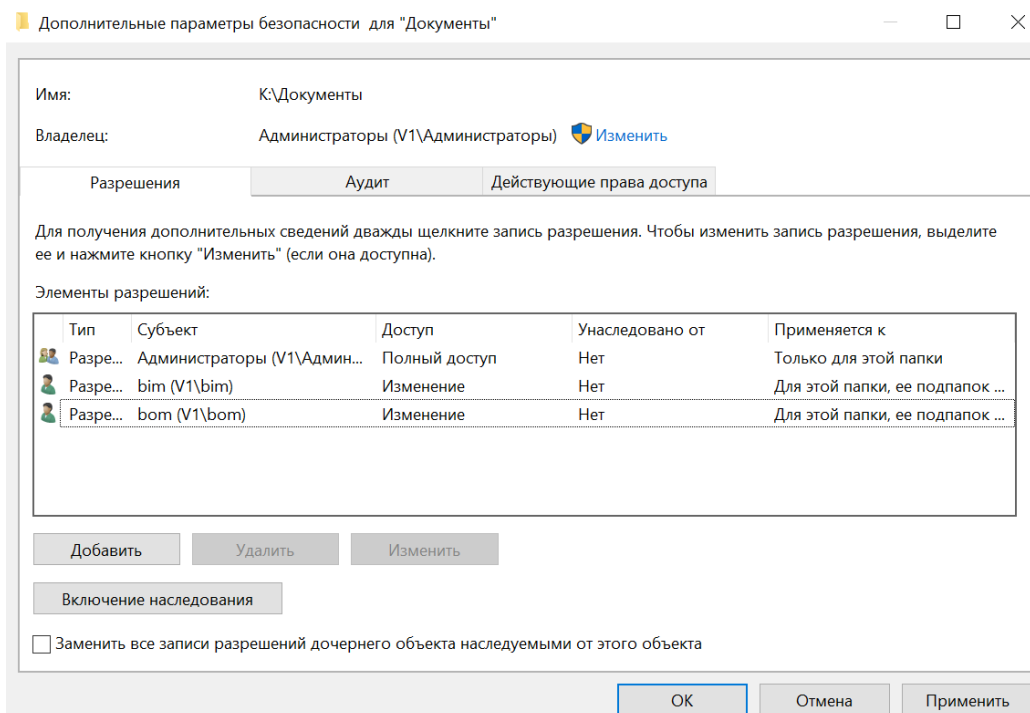 Дополнительные параметры безопасности для "Документы"
Имя: K:\Документы
Владелец: Администраторы (V1\Администраторы) Изменить
Разрешения Аудит Действующие права доступа
Для получения дополнительных сведений дважды щелкните запись разрешения. Чтобы изменить запись разрешения, выделите
ее и нажмите кнопку "Изменить" (если она доступна).
Элементы разрешений:
Тип Субъект Доступ Унаследовано от Применяется к
Разре... Администраторы (V1\Админ... Полный доступ Нет Только для этой папки
Разре... bim (V1\bim) Изменение Нет Для этой папки, ее подпапок ...
Разре... bom (V1\bom) Изменение Нет Для этой папки, ее подпапок ...
Добавить Удалить Изменить
Включение наследования
Заменить все записи разрешений дочернего объекта наследуемыми от этого объекта
ОК Отмена Применить